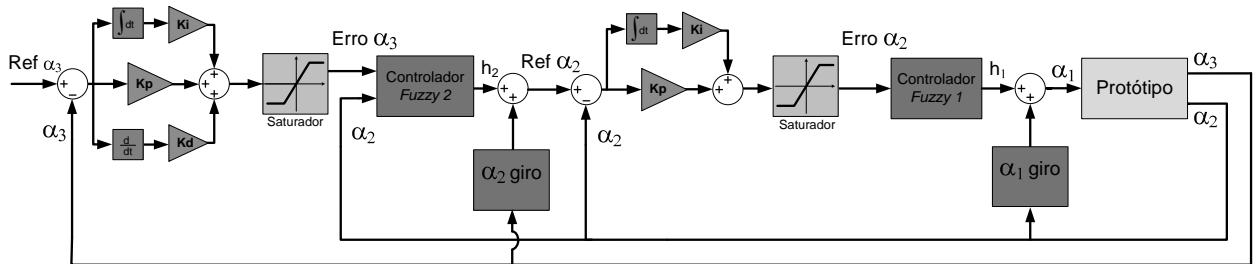 Ref α3
+
−
α3
∫dt
Ki
Kp
d
dt
Kd
+
+
+
Saturador
Erro α3
α2
Controlador
Fuzzy 2
h2
+
+
α2 giro
Ref α2
+
−
α2
∫dt
Ki
Kp
+
+
Saturador
Erro α2
Controlador
Fuzzy 1
h1
+
+
α1 giro
α1
Protótipo
α3
α2